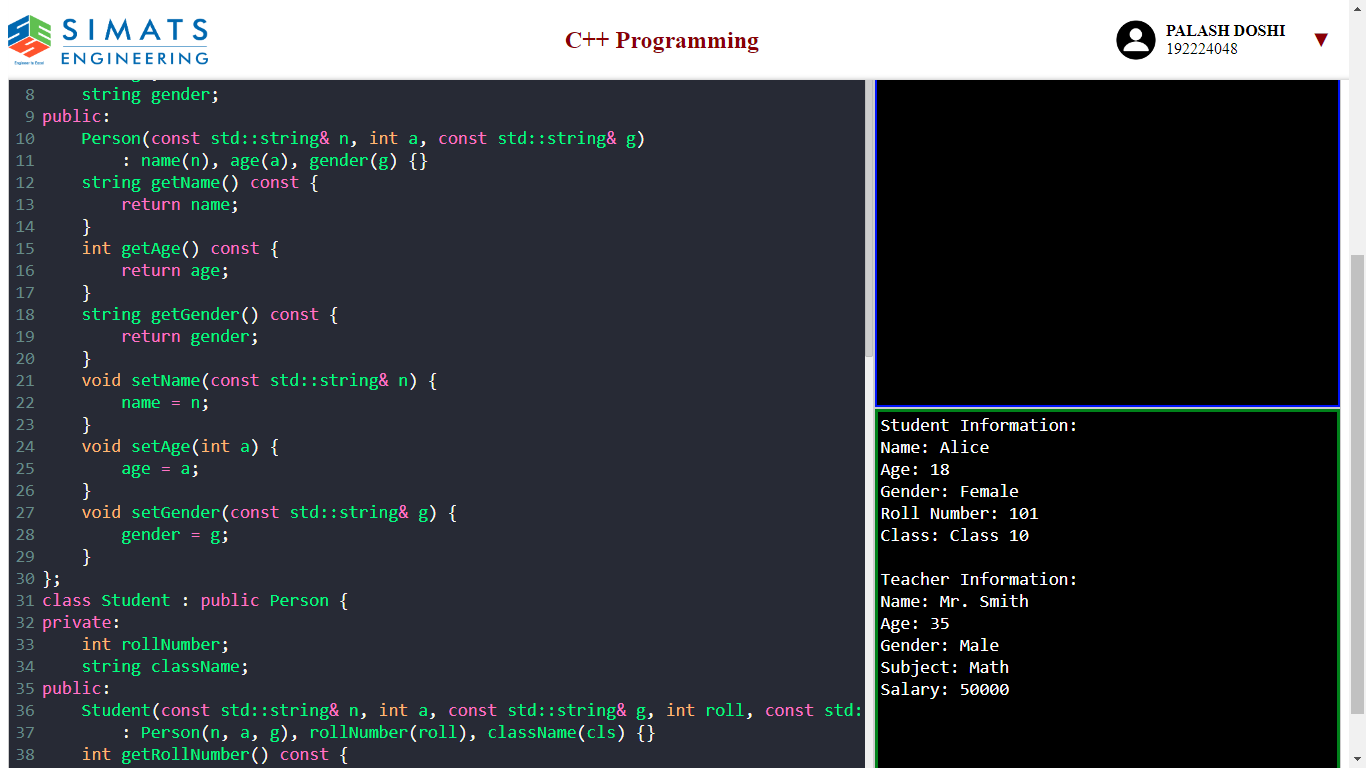 SIMATS
ENGINEERING
Engineer to Excel
C++ Programming
PALASH DOSHI
192224048
▼
8     string gender;
9 public:
10     Person(const std::string& n, int a, const std::string& g)
11         : name(n), age(a), gender(g) {}
12     string getName() const {
13         return name;
14     }
15     int getAge() const {
16         return age;
17     }
18     string getGender() const {
19         return gender;
20     }
21     void setName(const std::string& n) {
22         name = n;
23     }
24     void setAge(int a) {
25         age = a;
26     }
27     void setGender(const std::string& g) {
28         gender = g;
29     }
30 };
31 class Student : public Person {
32 private:
33     int rollNumber;
34     string className;
35 public:
36     Student(const std::string& n, int a, const std::string& g, int roll, const std:
37         : Person(n, a, g), rollNumber(roll), className(cls) {}
38     int getRollNumber() const {
Student Information:
Name: Alice
Age: 18
Gender: Female
Roll Number: 101
Class: Class 10

Teacher Information:
Name: Mr. Smith
Age: 35
Gender: Male
Subject: Math
Salary: 50000